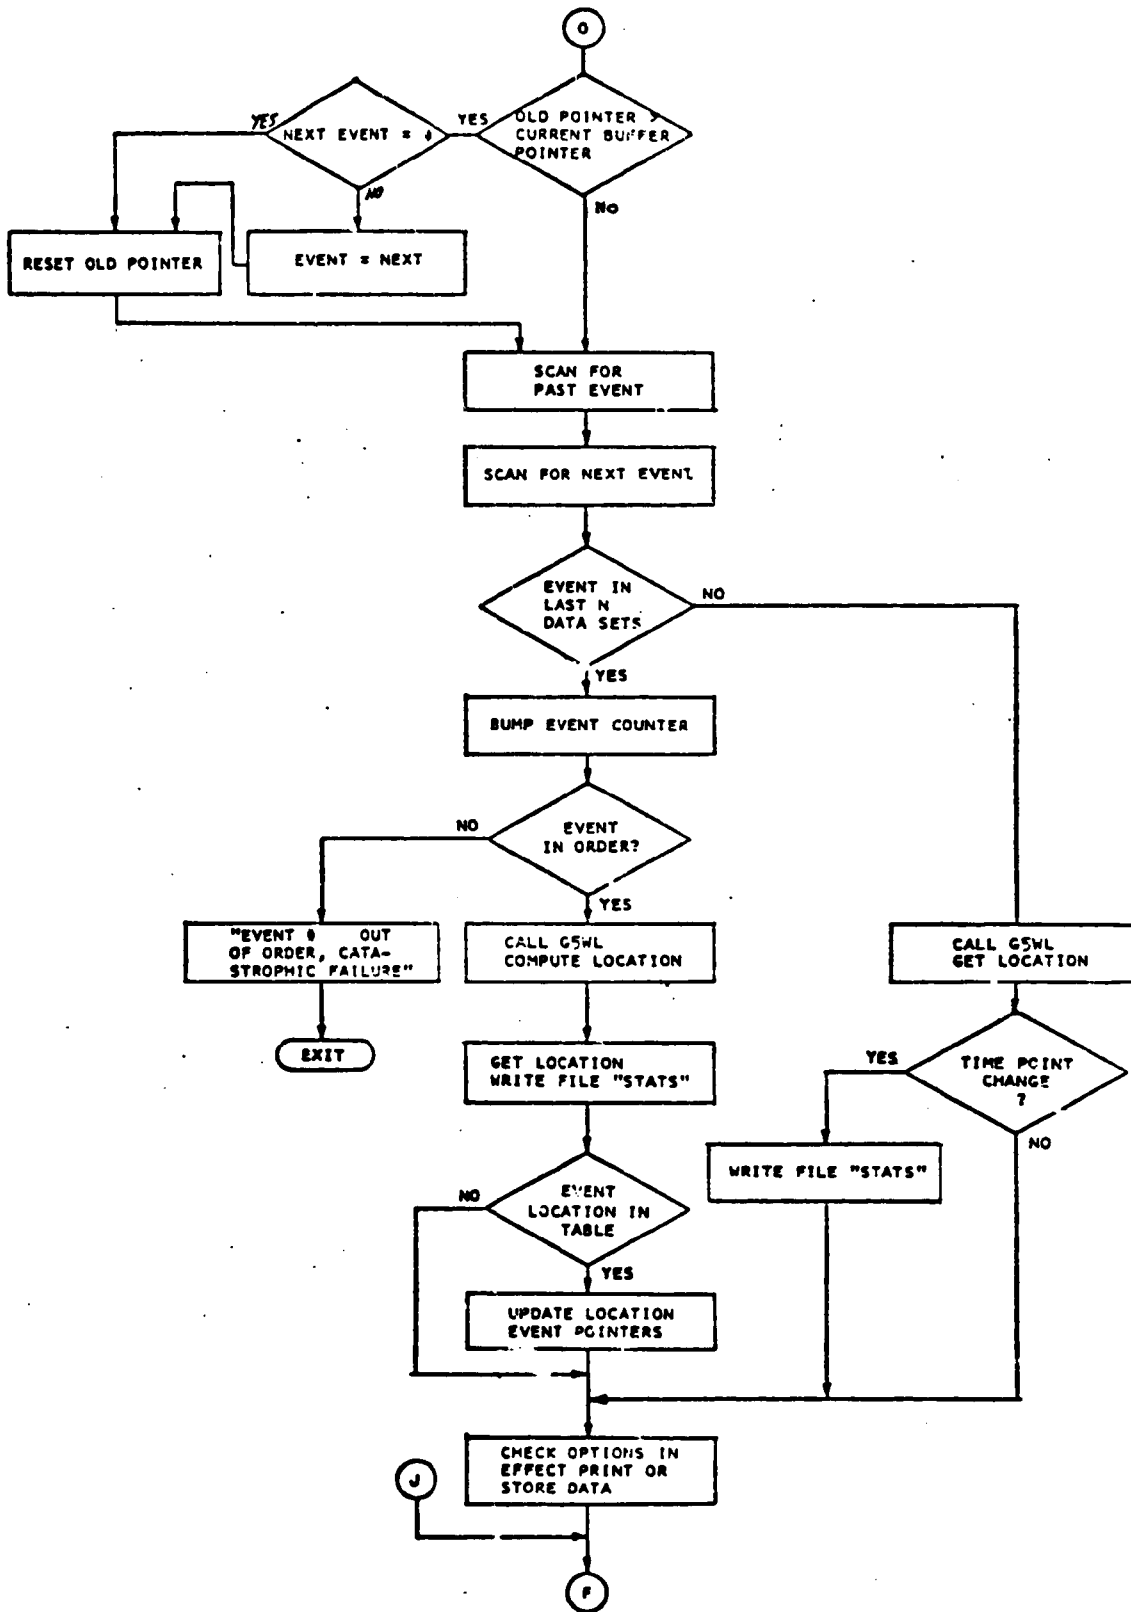 O
YES
NEXT EVENT =
YES
OLD POINTER >
CURRENT BUFFER
POINTER
NO
NO
RESET OLD POINTER
EVENT = NEXT
SCAN FOR
PAST EVENT
SCAN FOR NEXT EVENT
EVENT IN
LAST N
DATA SETS
NO
YES
BUMP EVENT COUNTER
NO
EVENT
IN ORDER?
YES
"EVENT # OUT
OF ORDER, CATA-
STROPHIC FAILURE"
CALL G5WL
COMPUTE LOCATION
CALL G5WL
GET LOCATION
EXIT
GET LOCATION
WRITE FILE "STATS"
YES
TIME POINT
CHANGE
?
NO
WRITE FILE "STATS"
NO
EVENT
LOCATION IN
TABLE
YES
UPDATE LOCATION
EVENT POINTERS
CHECK OPTIONS IN
EFFECT PRINT OR
STORE DATA
J
F